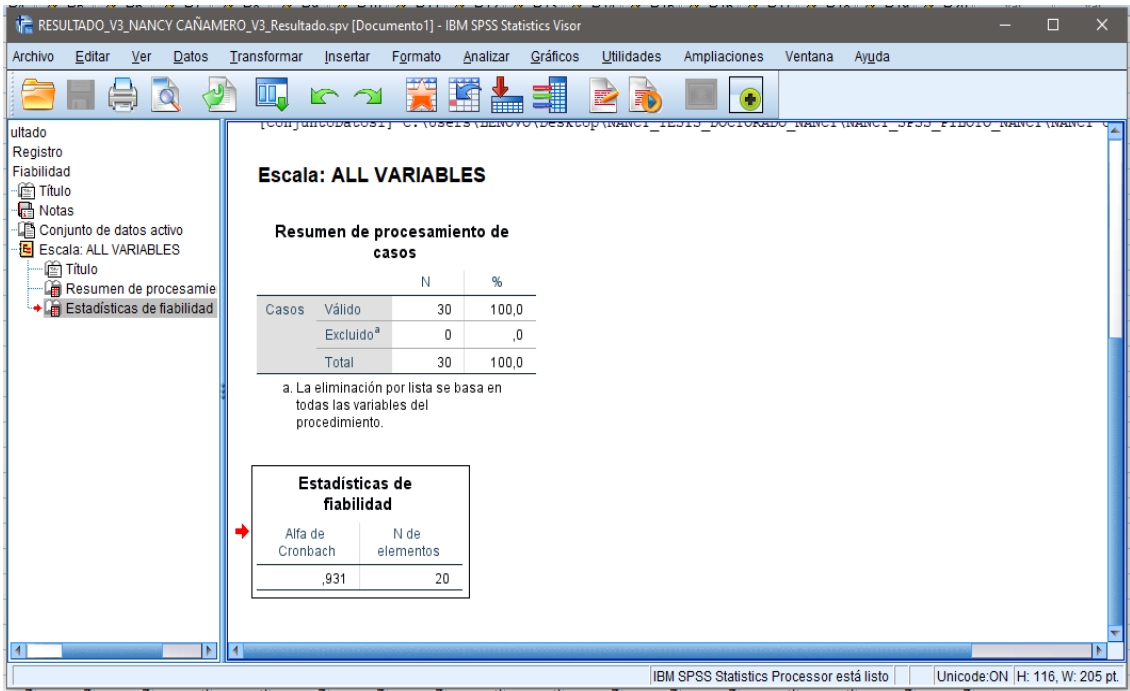 RESULTADO_V3_NANCY CAÑAMERO_V3_Resultado.spv [Documento1] - IBM SPSS Statistics Visor
Archivo Editar Ver Datos Transformar Insertar Formato Analizar Gráficos Utilidades Ampliaciones Ventana Ayuda
ultado
Registro
Fiabilidad
Título
Notas
Conjunto de datos activo
Escala: ALL VARIABLES
Título
Resumen de procesamie
Estadísticas de fiabilidad
Escala: ALL VARIABLES
Resumen de procesamiento de
casos
N %
Casos Válido 30 100,0
Excluido a 0 ,0
Total 30 100,0
a. La eliminación por lista se basa en
todas las variables del
procedimiento.
Estadísticas de
fiabilidad
Alfa de N de
Cronbach elementos
,931 20
IBM SPSS Statistics Processor está listo Unicode:ON H: 116, W: 205 pt.